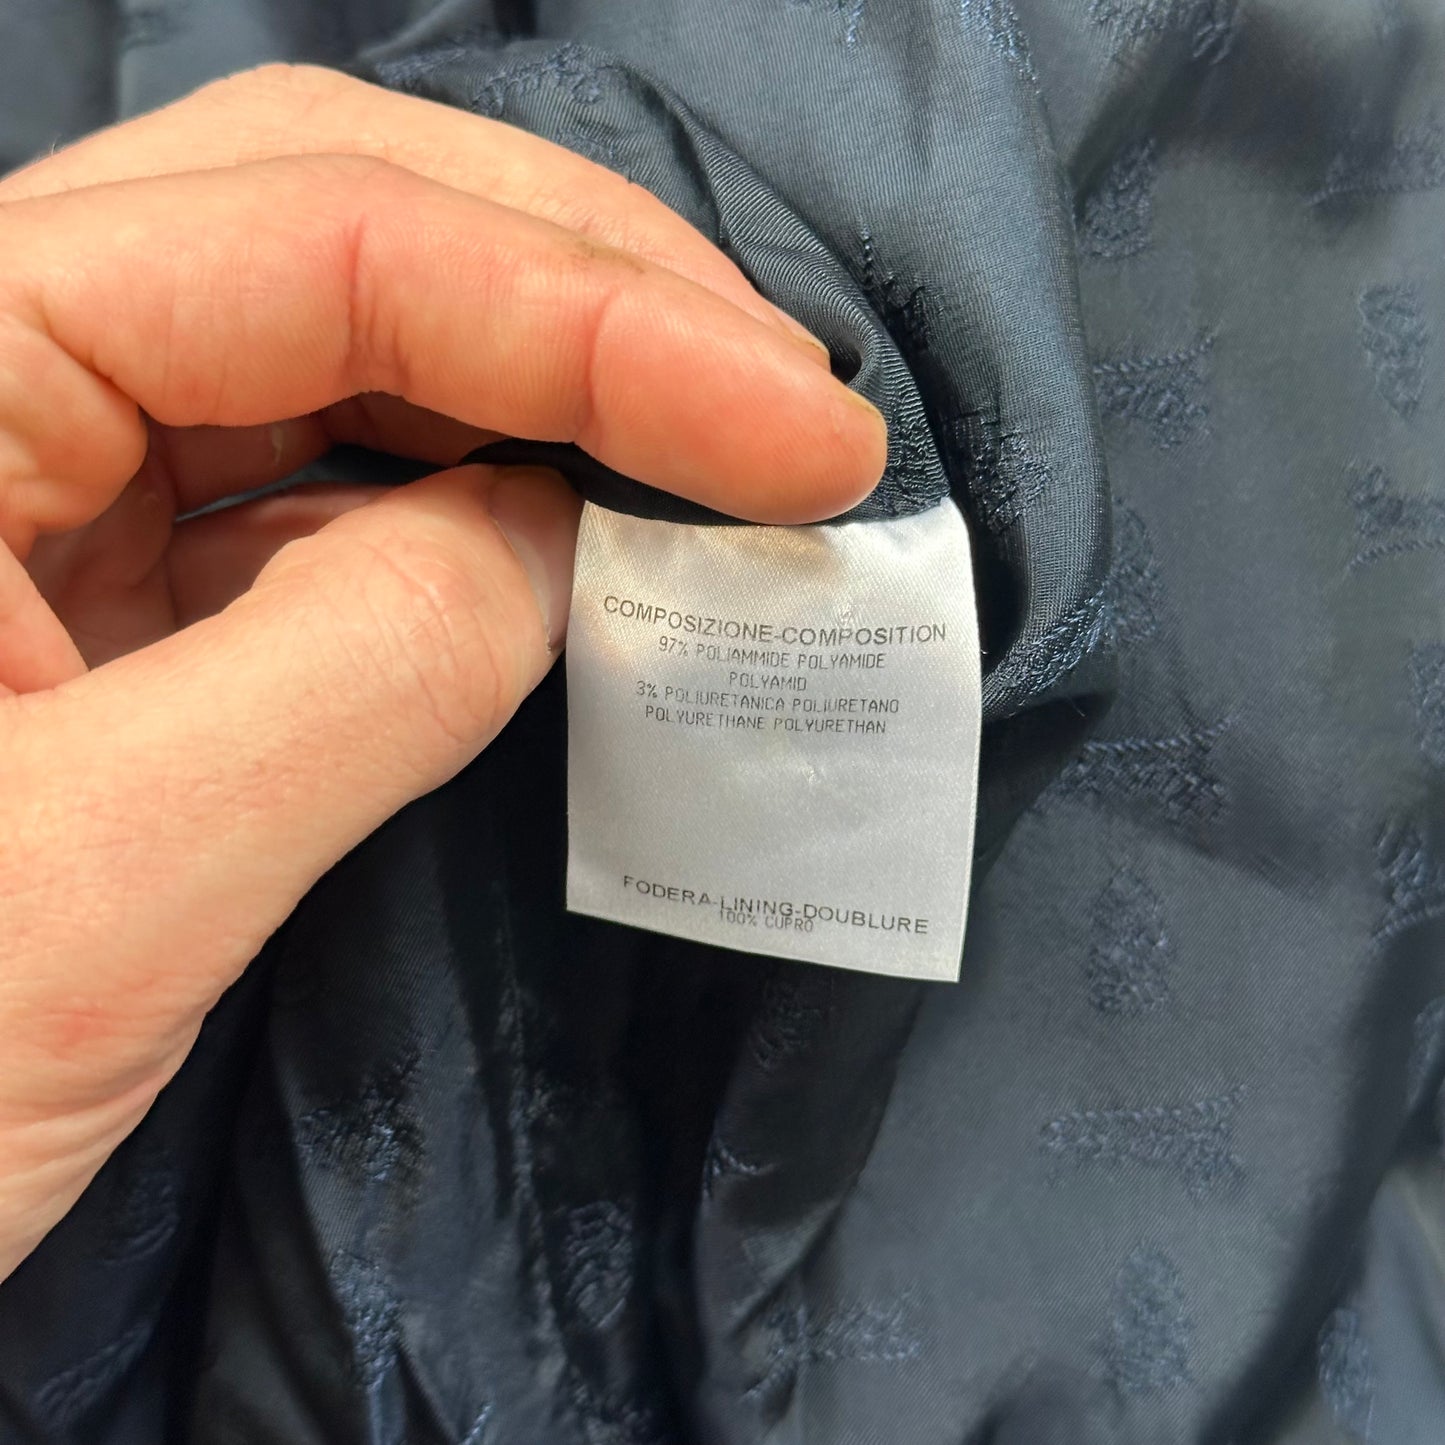 COMPOSIZIONE-COMPOSITION
97% POLIAMMIDE POLYAMIDE
POLYAMID
3% POLIURETANICA POLIURETANO
POLYURETHANE POLYURETHAN
FODERA-LINING-DOUBLURE
100% CUPRO